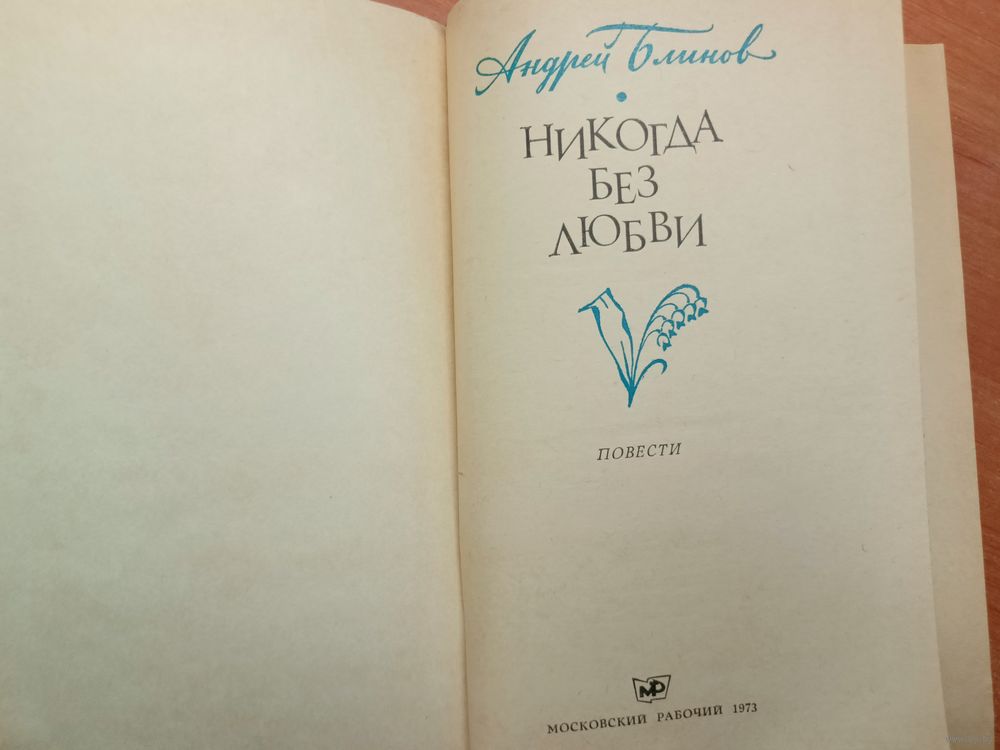 Андрей Блинов
НИКОГДА
БЕЗ
ЛЮБВИ
ПОВЕСТИ
МР
МОСКОВСКИЙ РАБОЧИЙ 1973